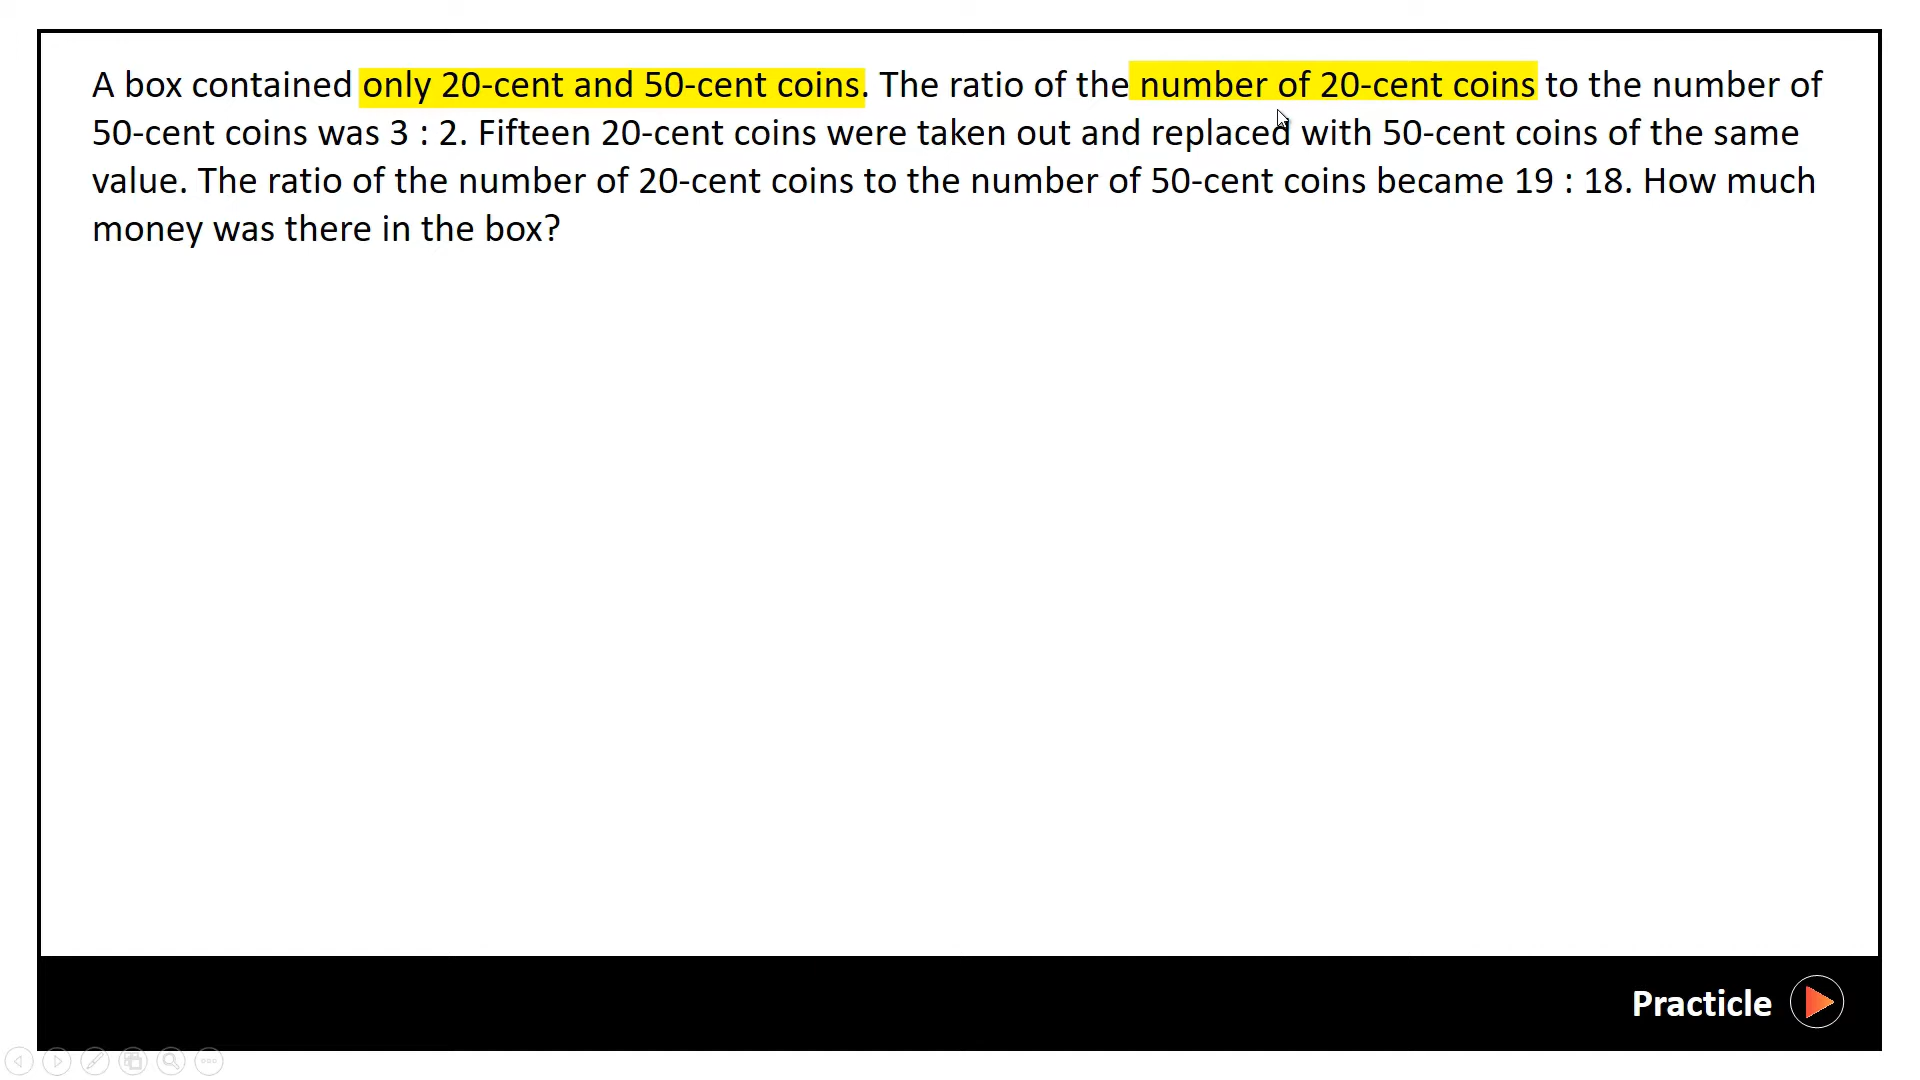 A box contained only 20-cent and 50-cent coins. The ratio of the number of 20-cent coins to the number of
50-cent coins was 3 : 2. Fifteen 20-cent coins were taken out and replaced with 50-cent coins of the same
value. The ratio of the number of 20-cent coins to the number of 50-cent coins became 19 : 18. How much
money was there in the box?
Practicle